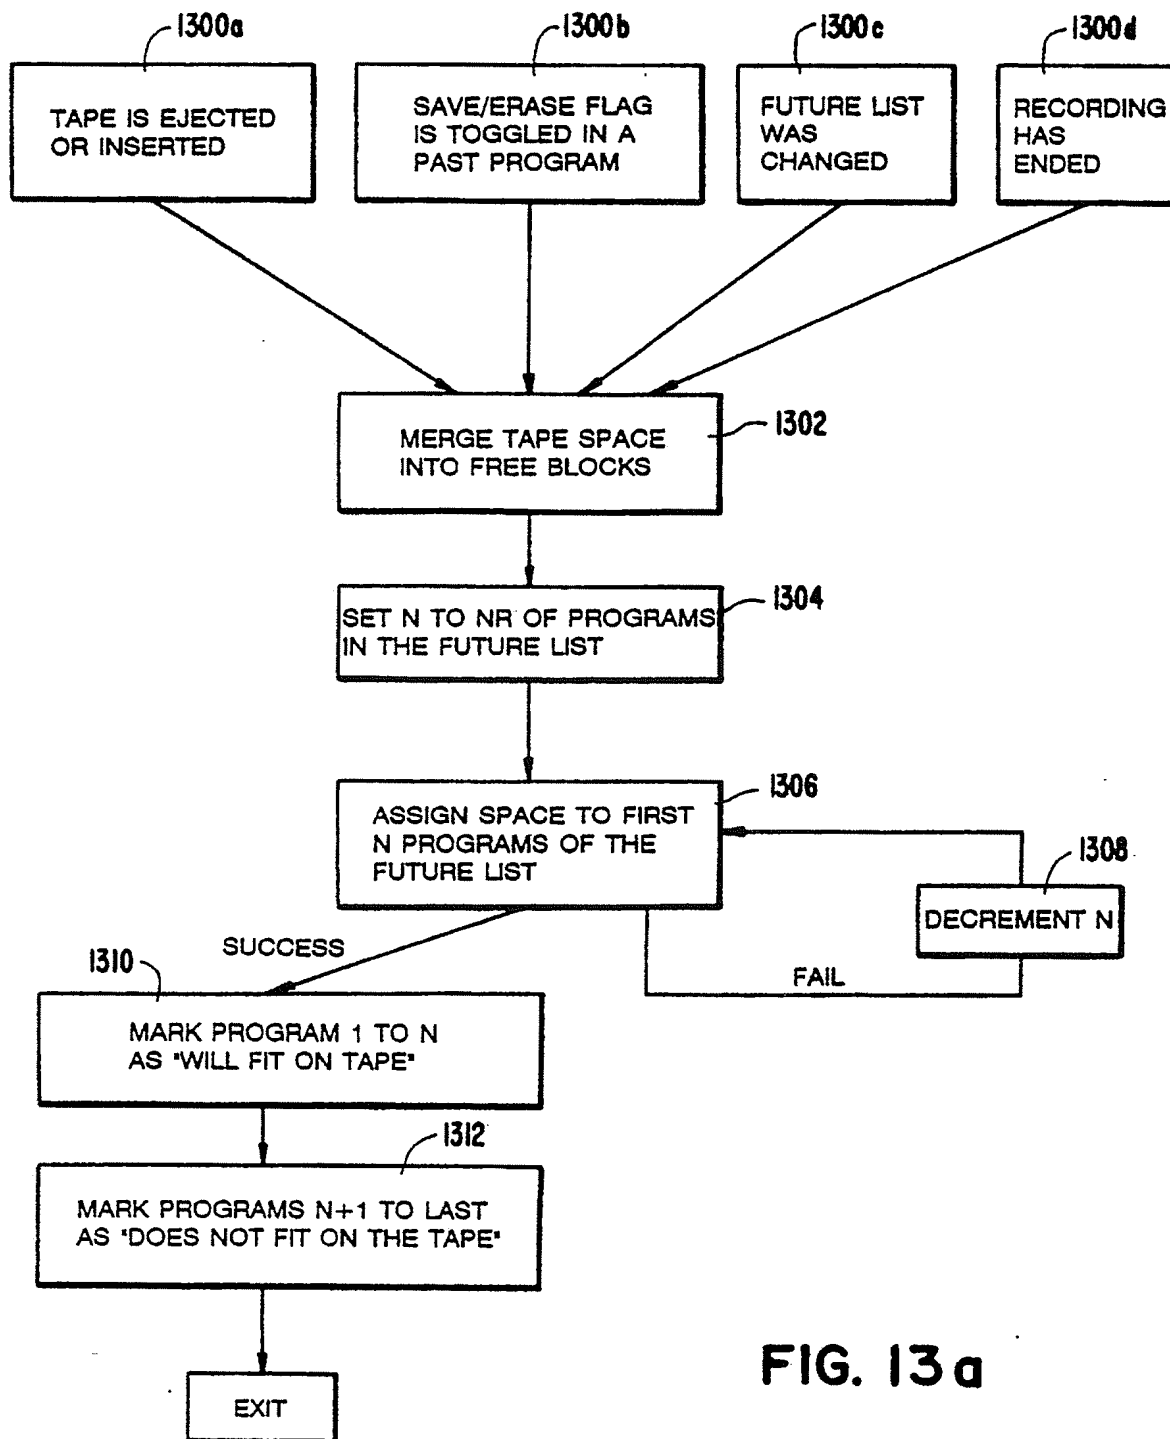 1300a
1300b
1300c
1300d
TAPE IS EJECTED
OR INSERTED
SAVE/ERASE FLAG
IS TOGGLED IN A
PAST PROGRAM
FUTURE LIST
WAS
CHANGED
RECORDING
HAS
ENDED
1302
MERGE TAPE SPACE
INTO FREE BLOCKS
1304
SET N TO NR OF PROGRAMS
IN THE FUTURE LIST
1306
ASSIGN SPACE TO FIRST
N PROGRAMS OF THE
FUTURE LIST
1308
DECREMENT N
SUCCESS
FAIL
1310
MARK PROGRAM 1 TO N
AS "WILL FIT ON TAPE"
1312
MARK PROGRAMS N+1 TO LAST
AS "DOES NOT FIT ON THE TAPE"
EXIT
FIG. 13a